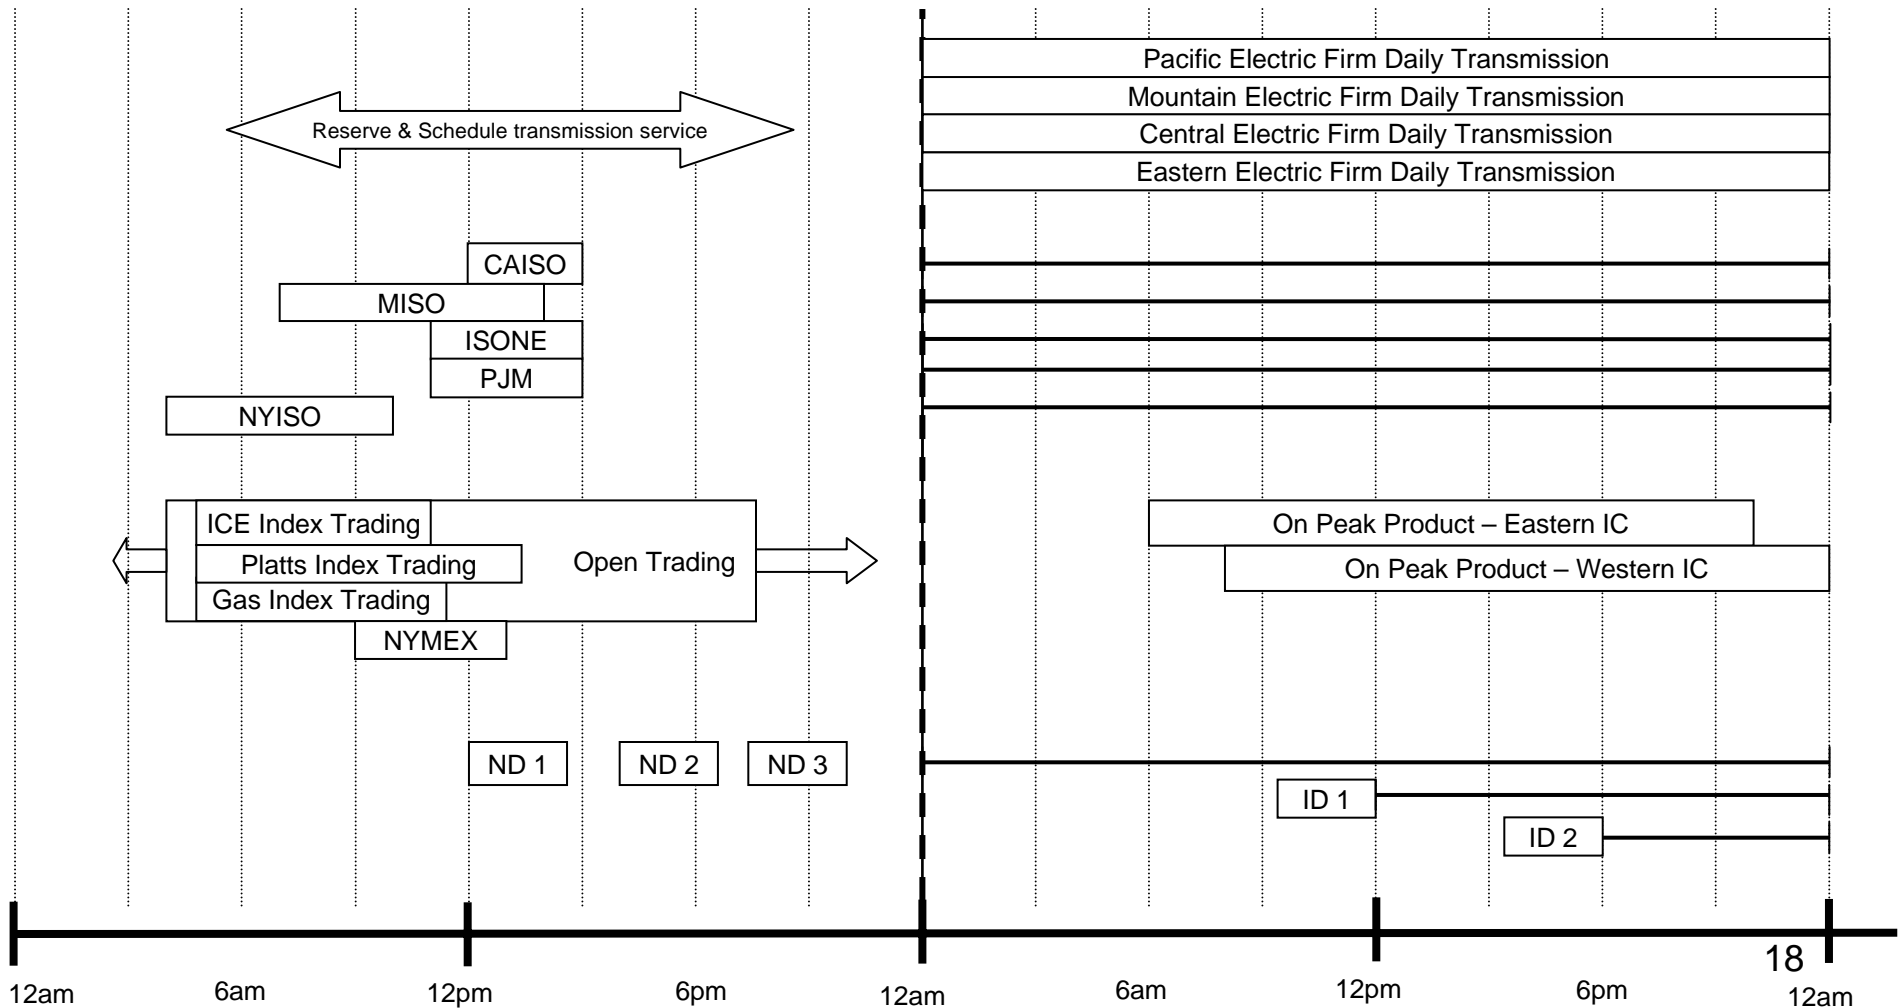 Pacific Electric Firm Daily Transmission
Mountain Electric Firm Daily Transmission
Reserve & Schedule transmission service
Central Electric Firm Daily Transmission
Eastern Electric Firm Daily Transmission
CAISO
MISO
ISONE
PJM
NYISO
ICE Index Trading
Platts Index Trading
Gas Index Trading
Open Trading
NYMEX
On Peak Product – Eastern IC
On Peak Product – Western IC
ND 1
ND 2
ND 3
ID 1
ID 2
18
12am
6am
12pm
6pm
12am
6am
12pm
6pm
12am